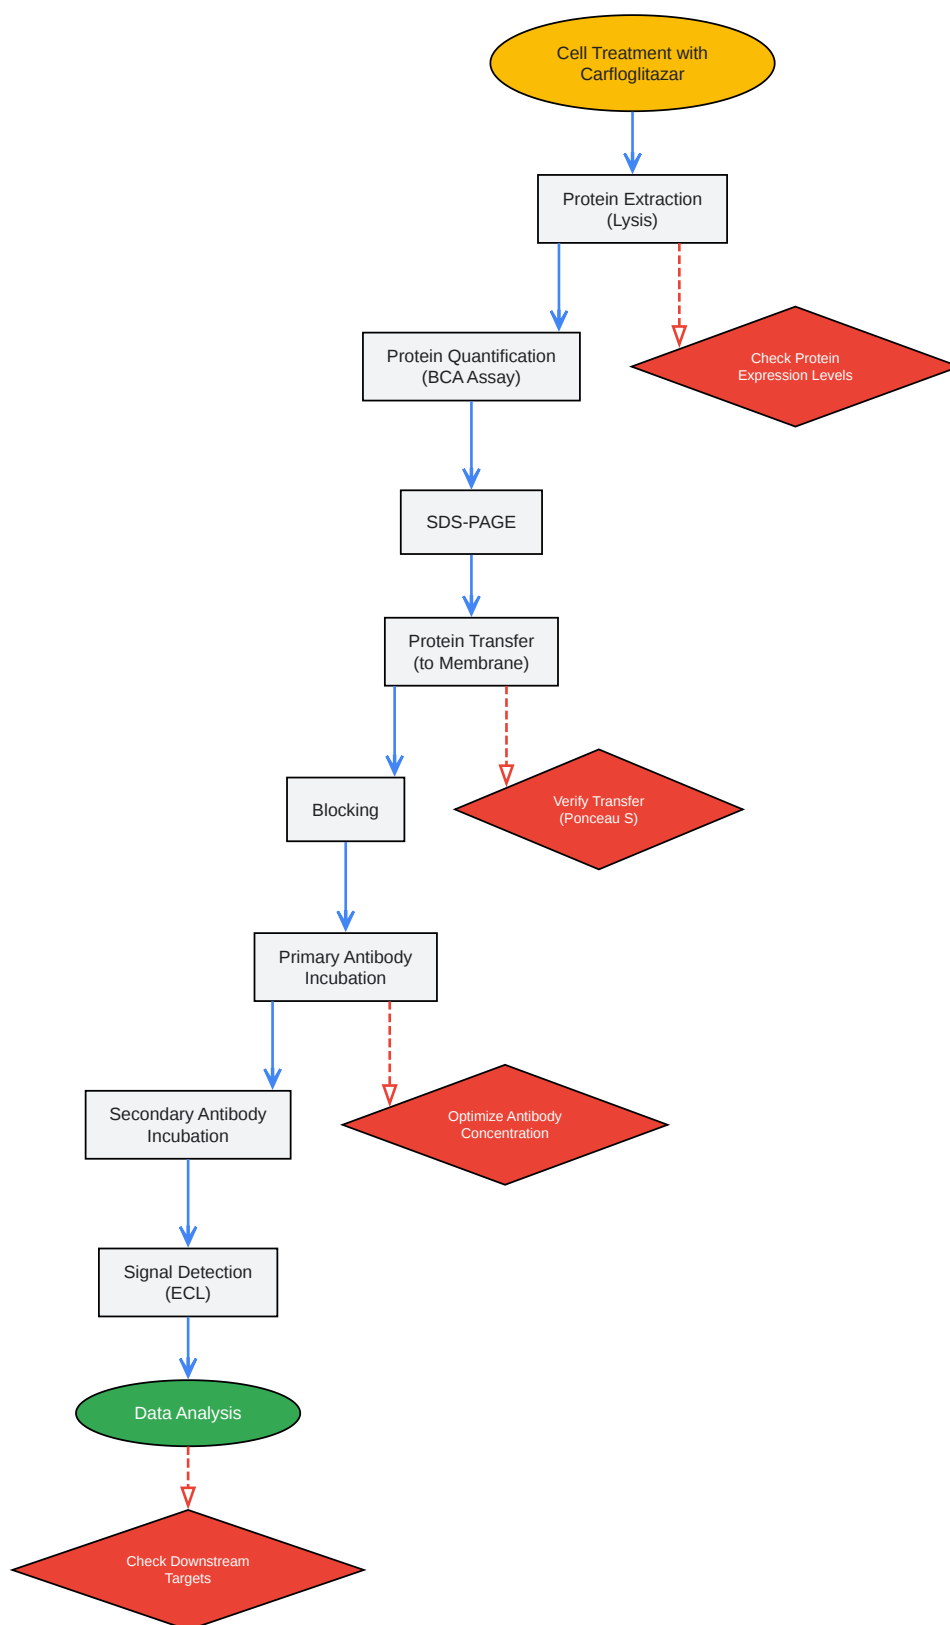 Cell Treatment with
Carfloglitazar
Protein Extraction
(Lysis)
Protein Quantification
(BCA Assay)
Check Protein
Expression Levels
SDS-PAGE
Protein Transfer
(to Membrane)
Blocking
Verify Transfer
(Ponceau S)
Primary Antibody
Incubation
Secondary Antibody
Incubation
Optimize Antibody
Concentration
Signal Detection
(ECL)
Data Analysis
Check Downstream
Targets